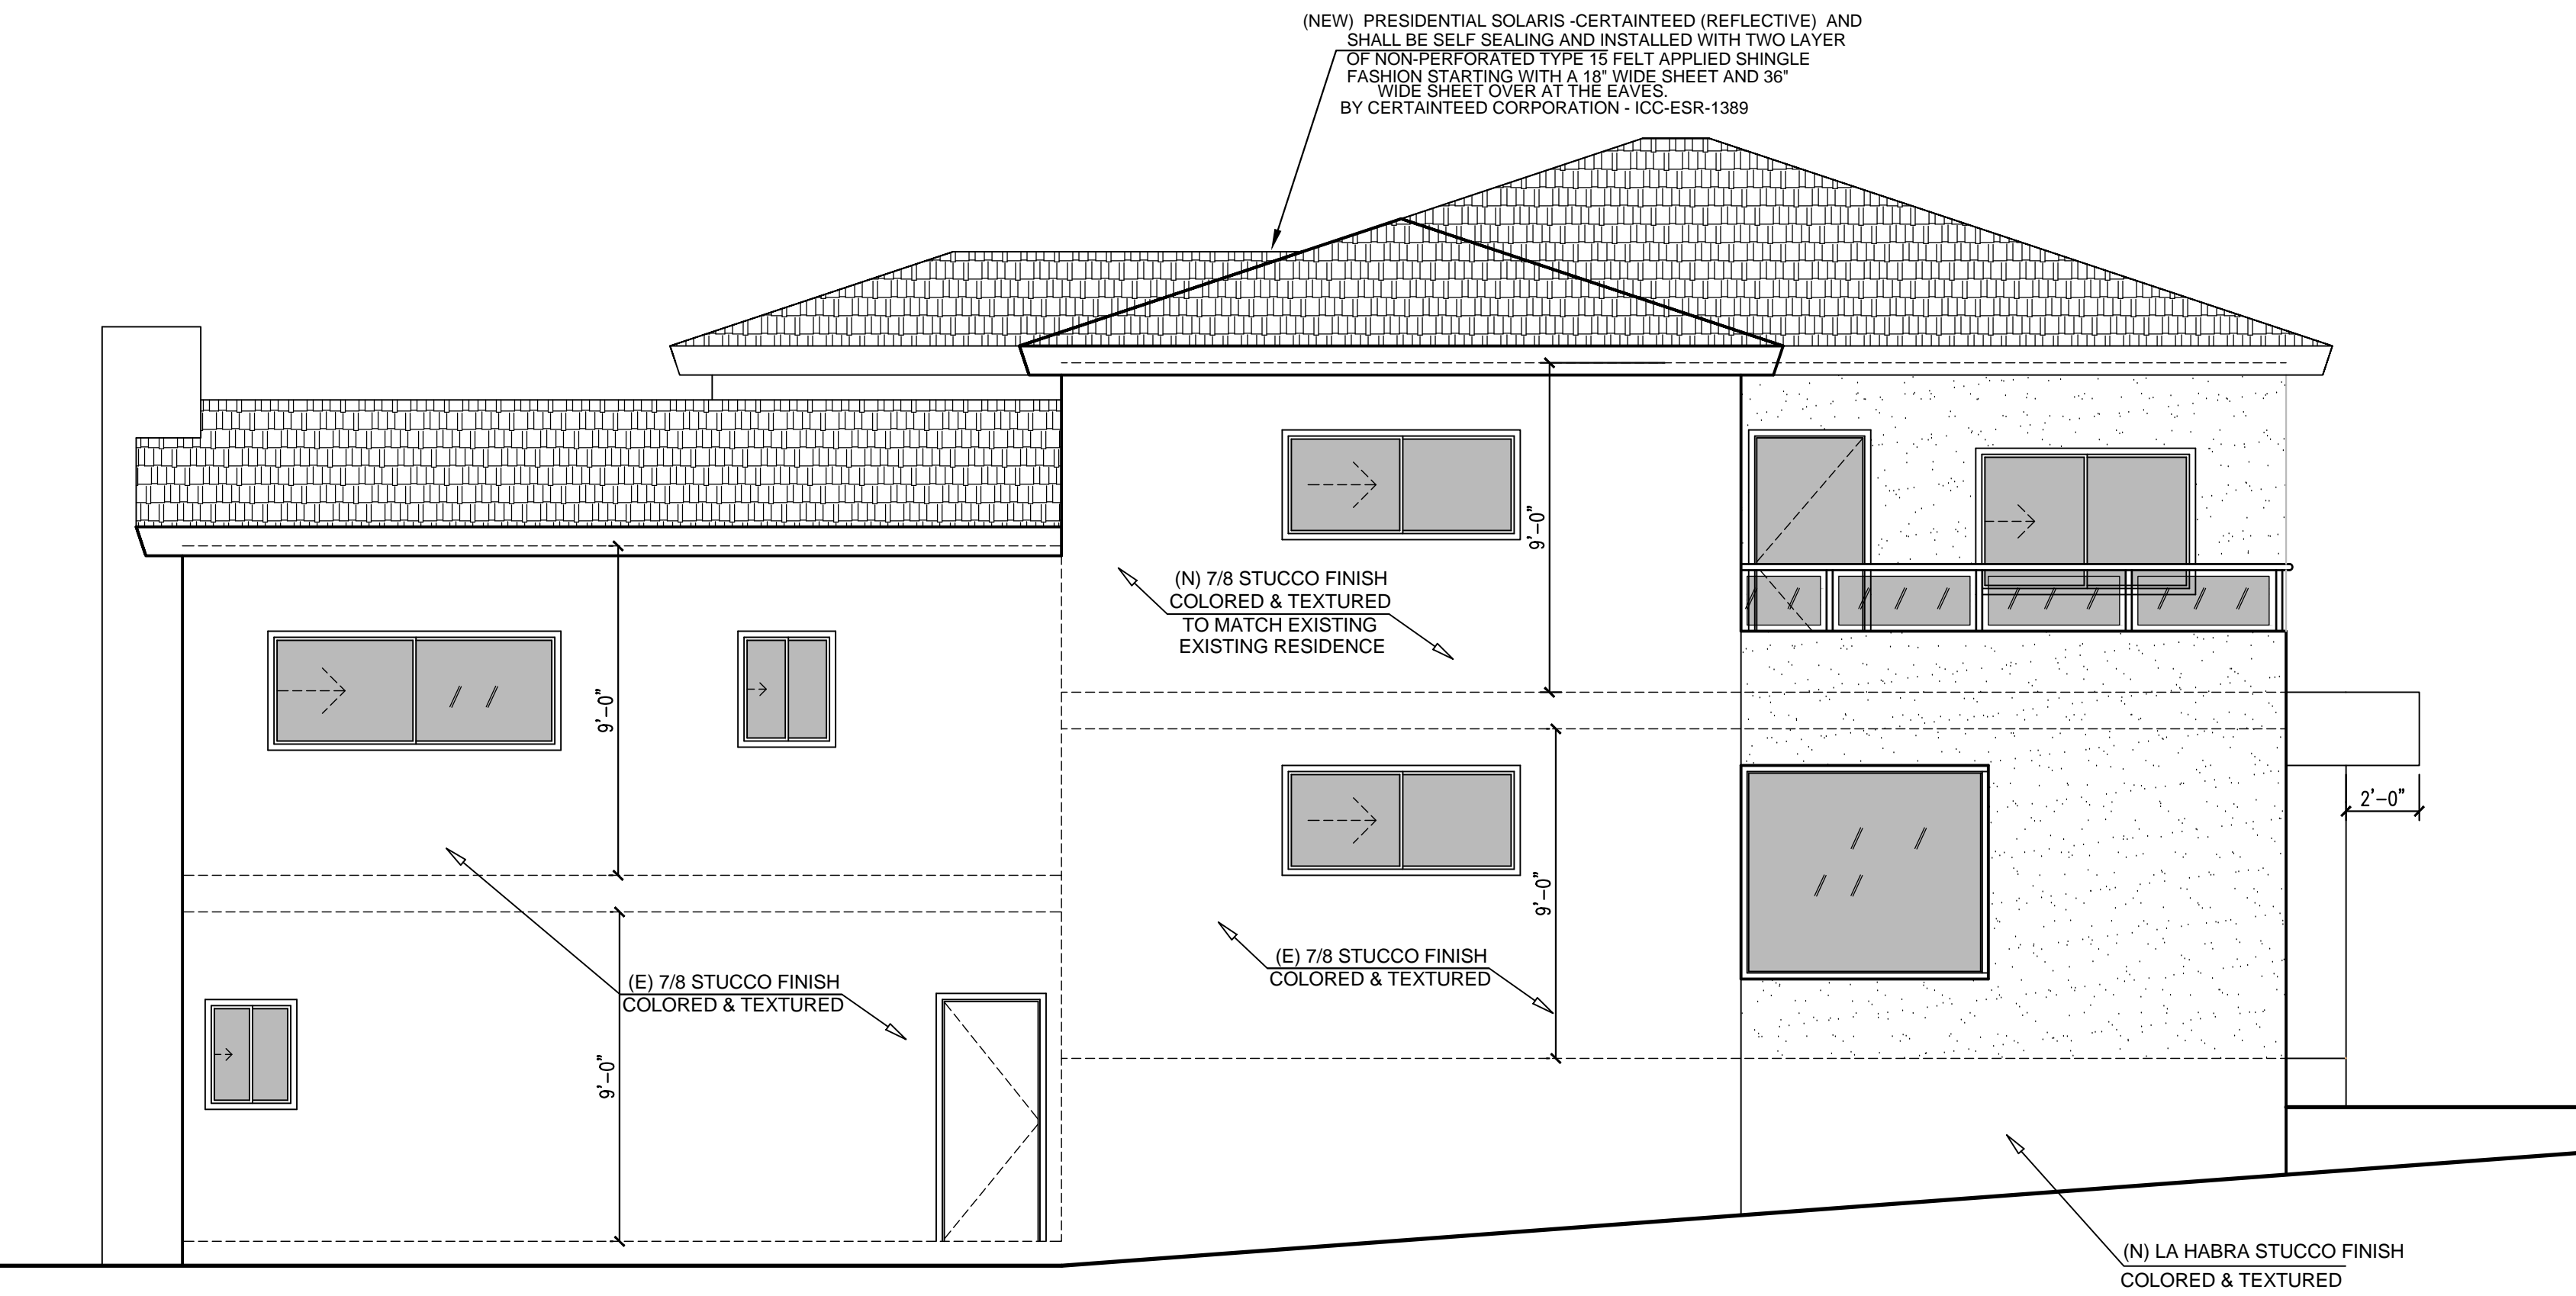 (NEW) PRESIDENTIAL SOLARIS -CERTAINTEED (REFLECTIVE) AND
SHALL BE SELF SEALING AND INSTALLED WITH TWO LAYER
OF NON-PERFORATED TYPE 15 FELT APPLIED SHINGLE
FASHION STARTING WITH A 18" WIDE SHEET AND 36"
WIDE SHEET OVER AT THE EAVES.
BY CERTAINTEED CORPORATION - ICC-ESR-1389
9'-0"
(N) 7/8 STUCCO FINISH
COLORED & TEXTURED
TO MATCH EXISTING
EXISTING RESIDENCE
9'-0"
2'-0"
9'-0"
(E) 7/8 STUCCO FINISH
COLORED & TEXTURED
(E) 7/8 STUCCO FINISH
COLORED & TEXTURED
9'-0"
(N) LA HABRA STUCCO FINISH
COLORED & TEXTURED